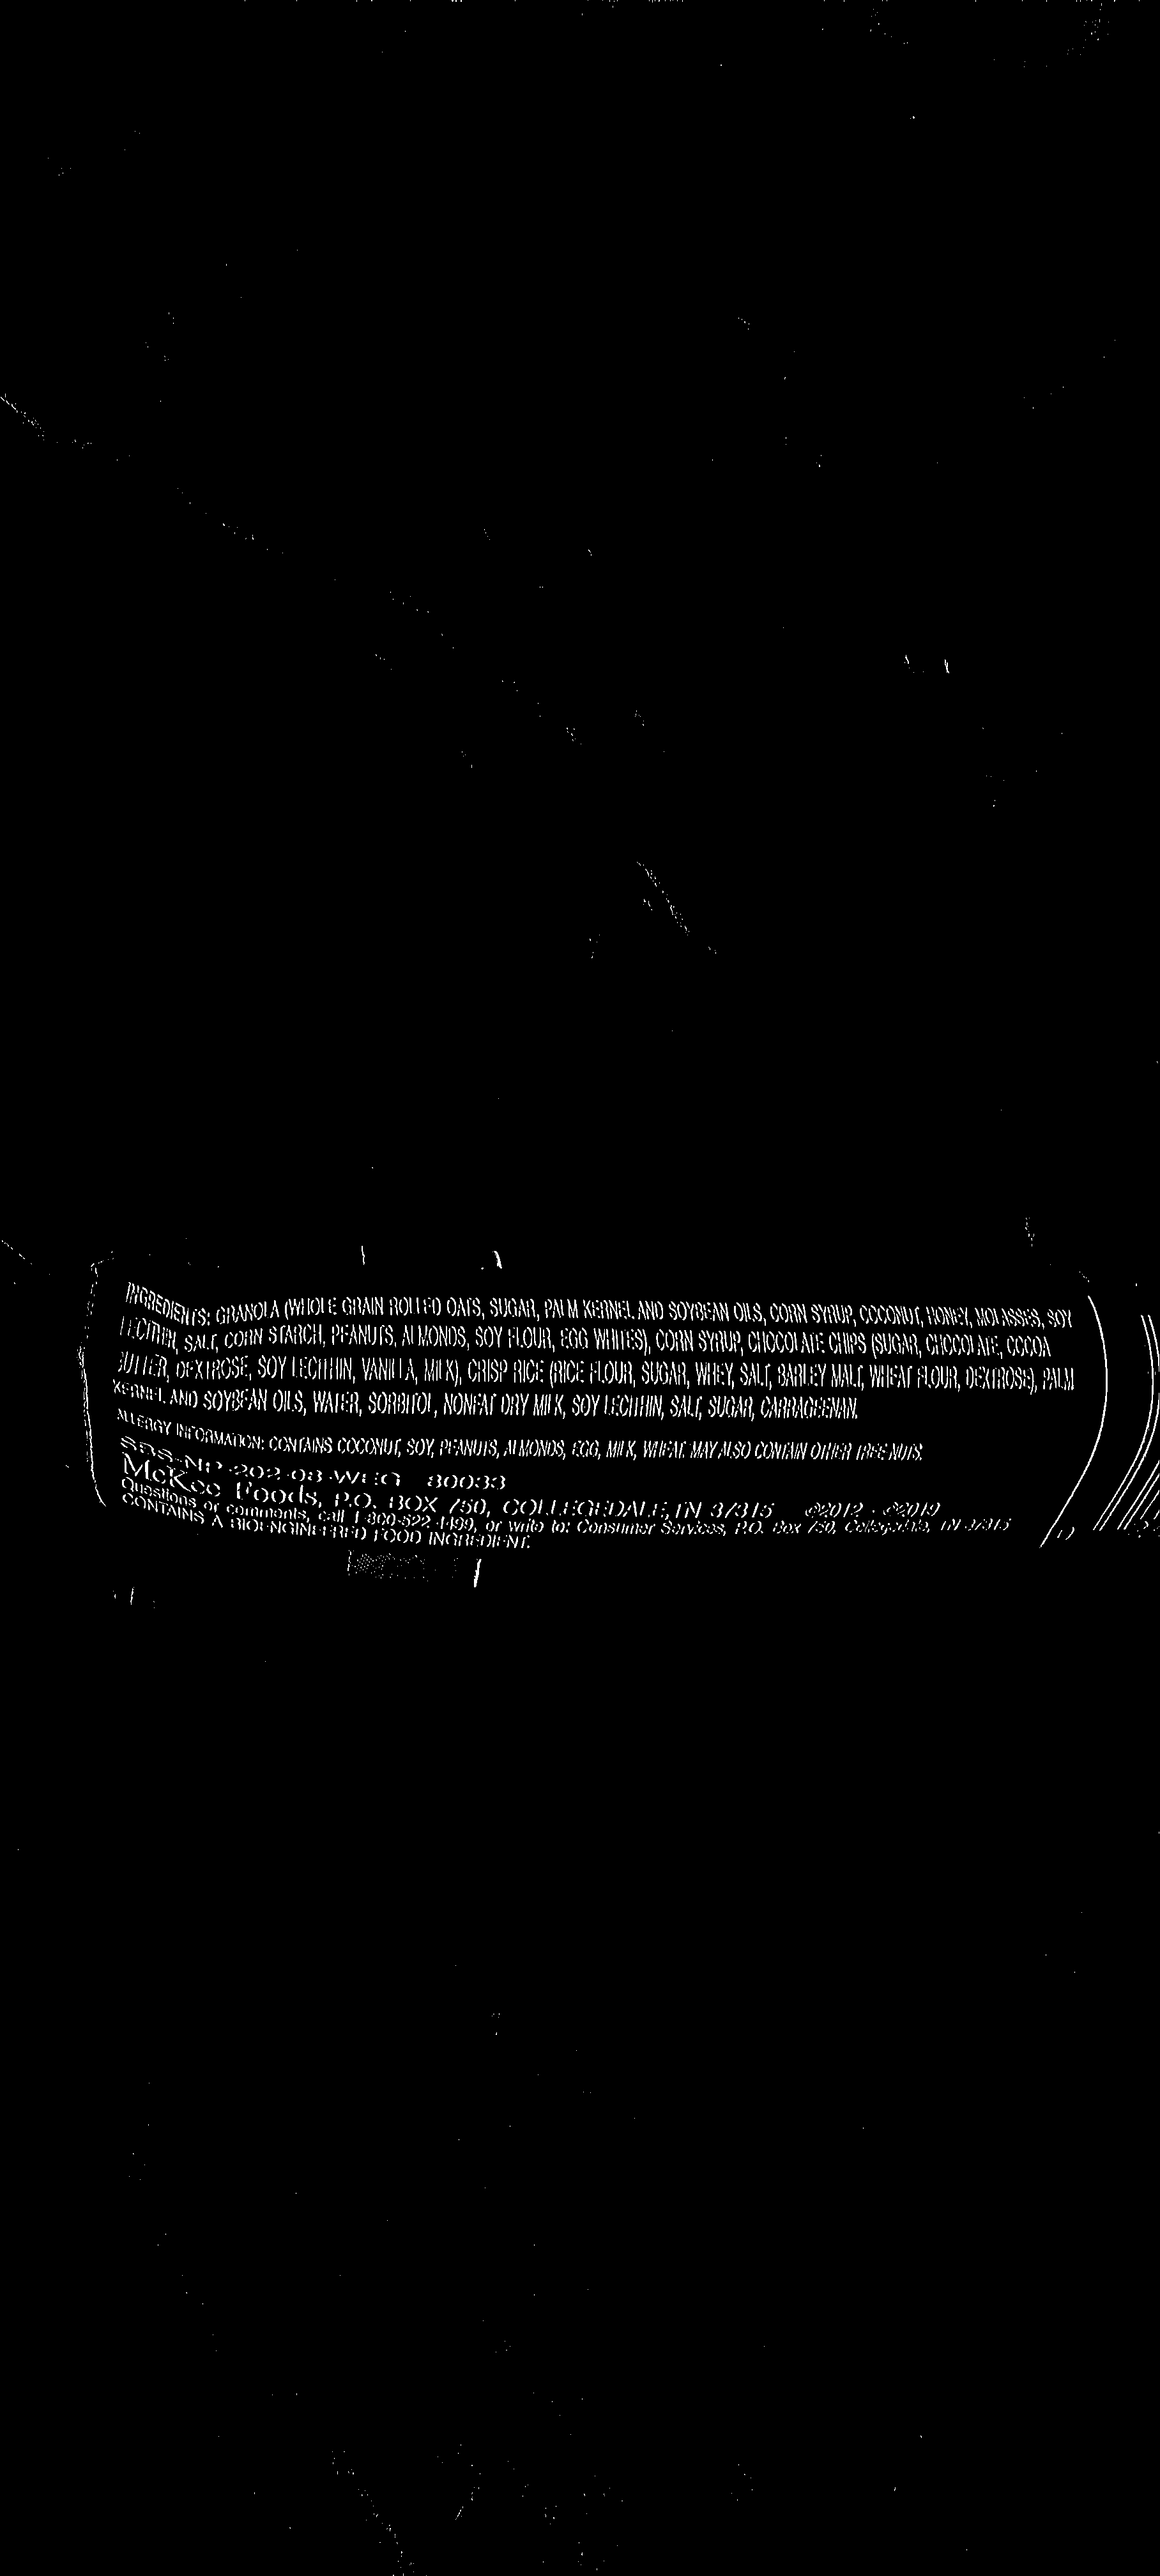 INGREDIENTS: GRANOLA (WHOLE GRAIN ROLLED OATS, SUGAR, PALM KERNEL AND SOYBEAN OILS, CORN SYRUP, COCONUT, HONEY, MOLASSES, SOY
LECITHIN, SALT, CORN STARCH, PEANUTS, ALMONDS, SOY FLOUR, EGG WHITES), CORN SYRUP, CHOCOLATE CHIPS (SUGAR, CHOCOLATE, COCOA
BUTTER, DEXTROSE, SOY LECITHIN, VANILLA, MILK), CRISP RICE (RICE FLOUR, SUGAR, WHEY, SALT, BARLEY MALT, WHEAT FLOUR, DEXTROSE), PALM
KERNEL AND SOYBEAN OILS, WATER, SORBITOL, NONFAT DRY MILK, SOY LECITHIN, SALT, SUGAR, CARRAGEENAN.
ALLERGY INFORMATION: CONTAINS COCONUT, SOY, PEANUTS, ALMONDS, EGG, MILK, WHEAT. MAY ALSO CONTAIN OTHER TREE NUTS.
80033
McKee Foods, P.O. BOX 750, COLLEGEDALE, TN 37315 ©2012 - ©2019
Questions or comments, call 1-800-522-4499, or write to: Consumer Services, P.O. Box 750, Collegedale, TN 37315
CONTAINS A BIOENGINEERED FOOD INGREDIENT.